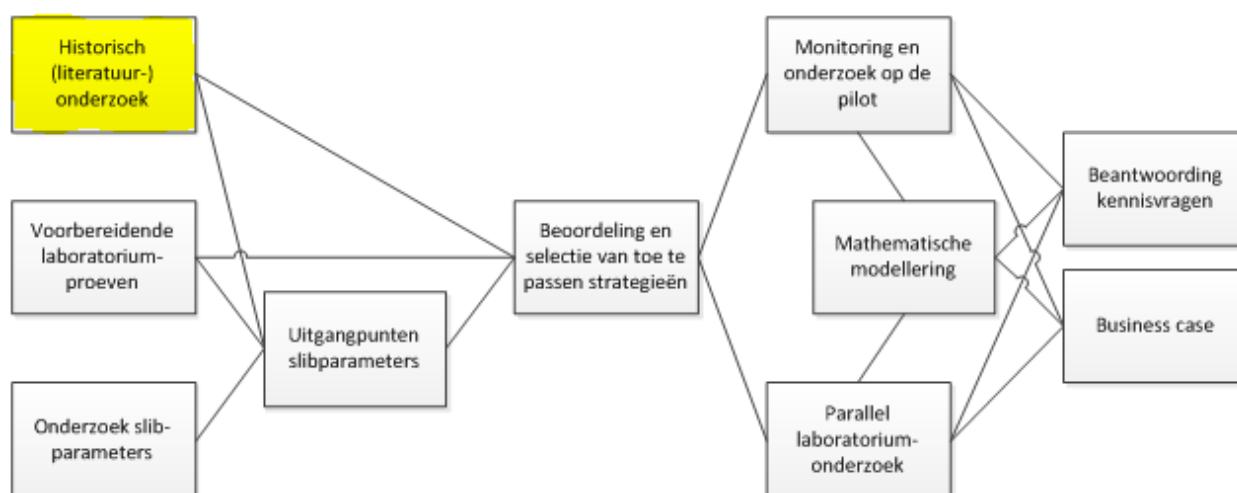 Historisch
(literatuur-)
onderzoek
Voorbereidende
laboratorium-
proeven
Onderzoek slib-
parameters
Uitgangpunten
slibparameters
Beoordeling en
selectie van toe te
passen strategieën
Monitoring en
onderzoek op de
pilot
Mathematische
modellering
Parallel
laboratorium-
onderzoek
Beantwoording
kennisvragen
Business case